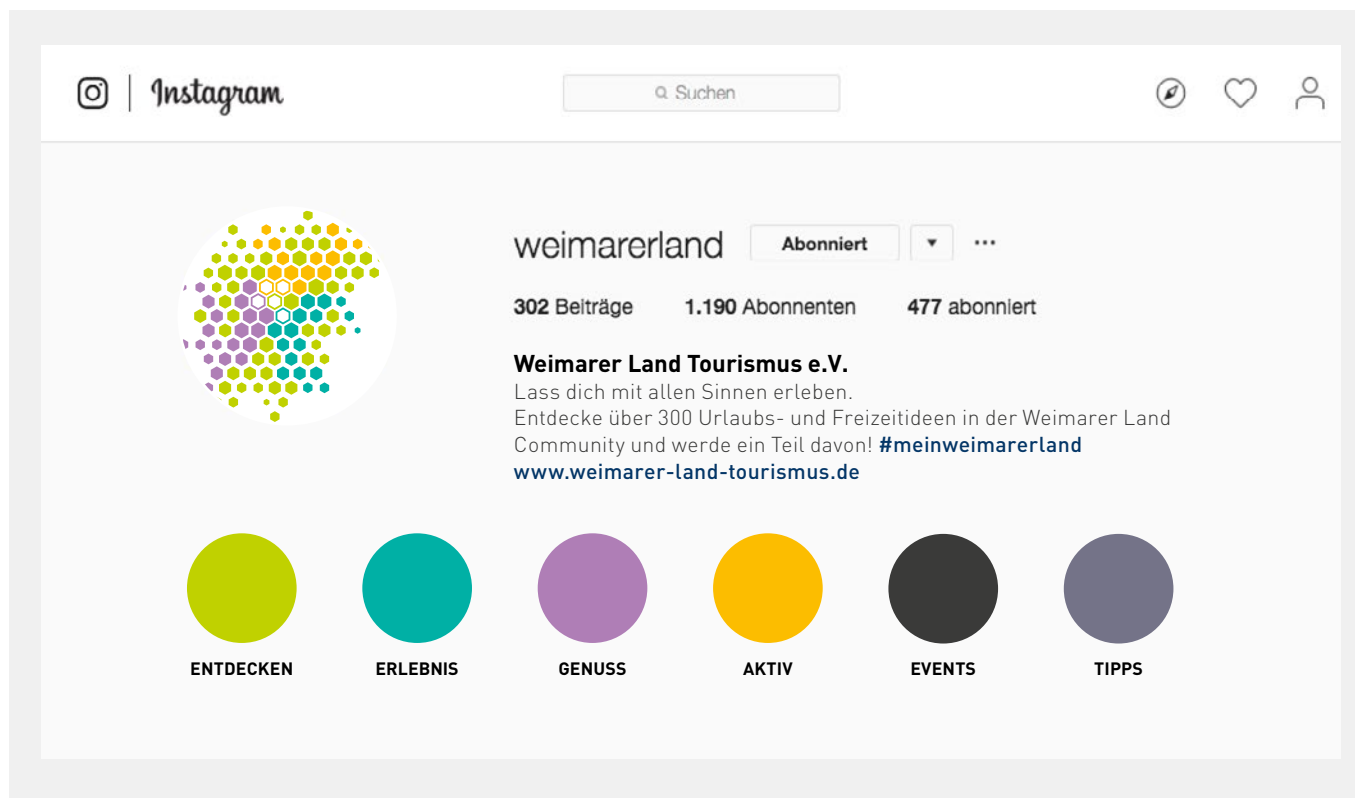 Instagram
Suchen
weimarerland Abonniert ▼ •••
302 Beiträge 1.190 Abonnenten 477 abonniert
Weimarer Land Tourismus e.V.
Lass dich mit allen Sinnen erleben.
Entdecke über 300 Urlaubs- und Freizeitideen in der Weimarer Land
Community und werde ein Teil davon! #meinweimarerland
www.weimarer-land-tourismus.de
ENTDECKEN ERLEBNIS GENUSS AKTIV EVENTS TIPPS